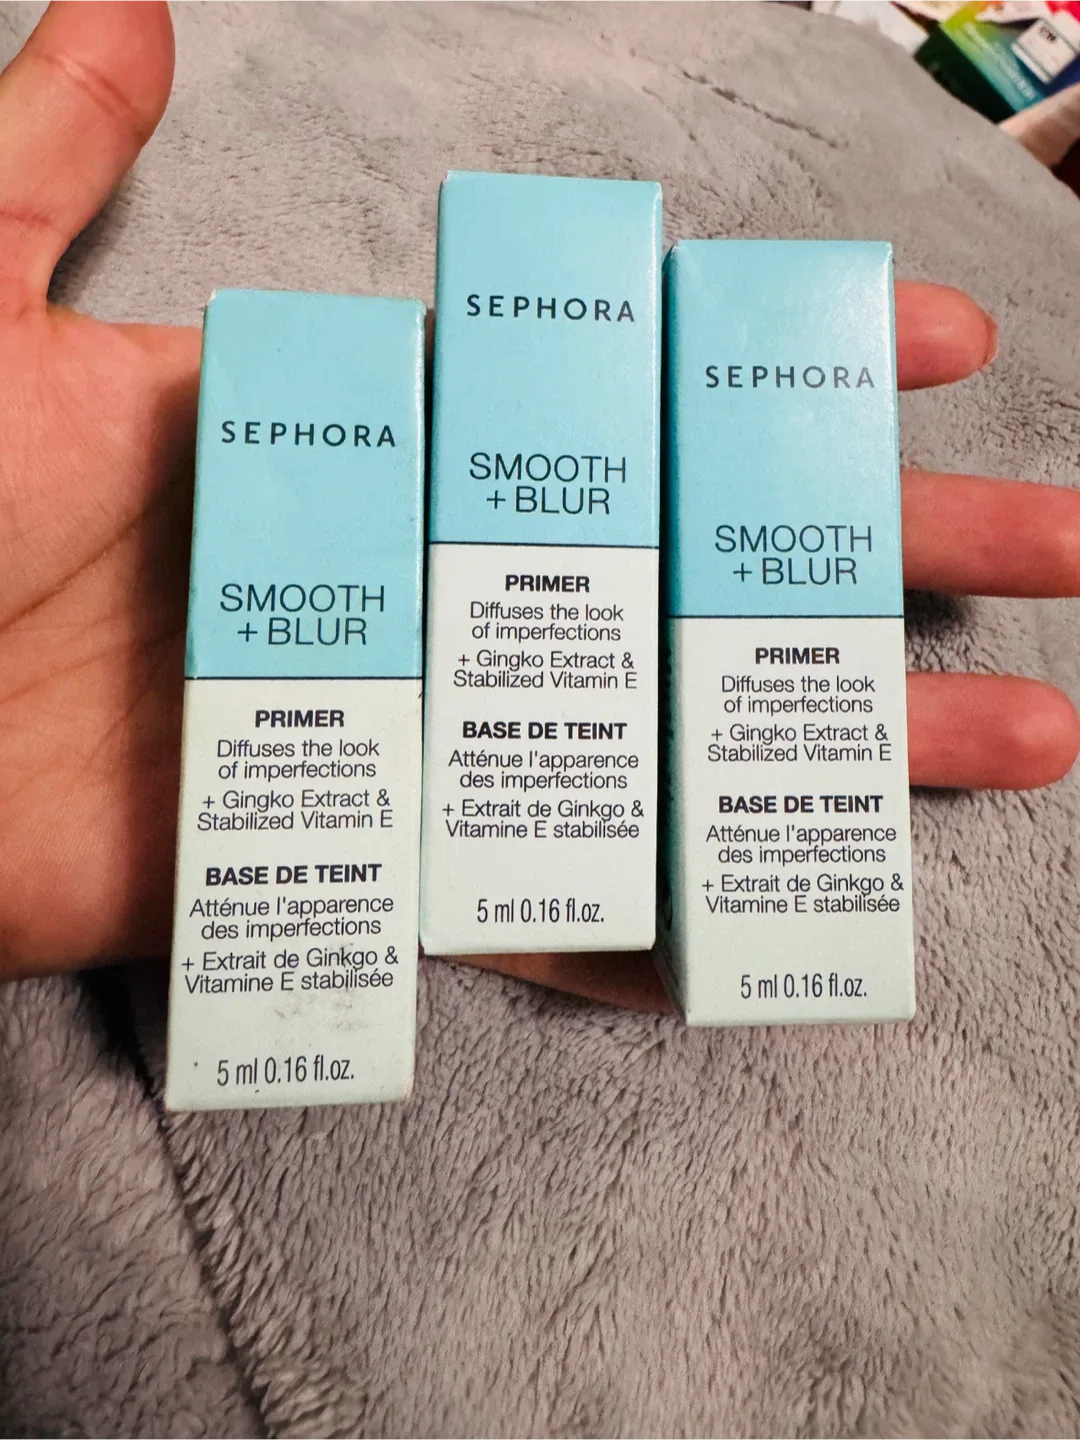 SEPHORA
SMOOTH
+ BLUR
PRIMER
Diffuses the look
of imperfections
+ Gingko Extract &
Stabilized Vitamin E
BASE DE TEINT
Atténue l'apparence
des imperfections
+ Extrait de Ginkgo &
Vitamine E stabilisée
5 ml 0.16 fl.oz.
SEPHORA
SMOOTH
+ BLUR
PRIMER
Diffuses the look
of imperfections
+ Gingko Extract &
Stabilized Vitamin E
BASE DE TEINT
Atténue l'apparence
des imperfections
+ Extrait de Ginkgo &
Vitamine E stabilisée
5 ml 0.16 fl.oz.
SEPHORA
SMOOTH
+ BLUR
PRIMER
Diffuses the look
of imperfections
+ Gingko Extract &
Stabilized Vitamin E
BASE DE TEINT
Atténue l'apparence
des imperfections
+ Extrait de Ginkgo &
Vitamine E stabilisée
5 ml 0.16 fl.oz.